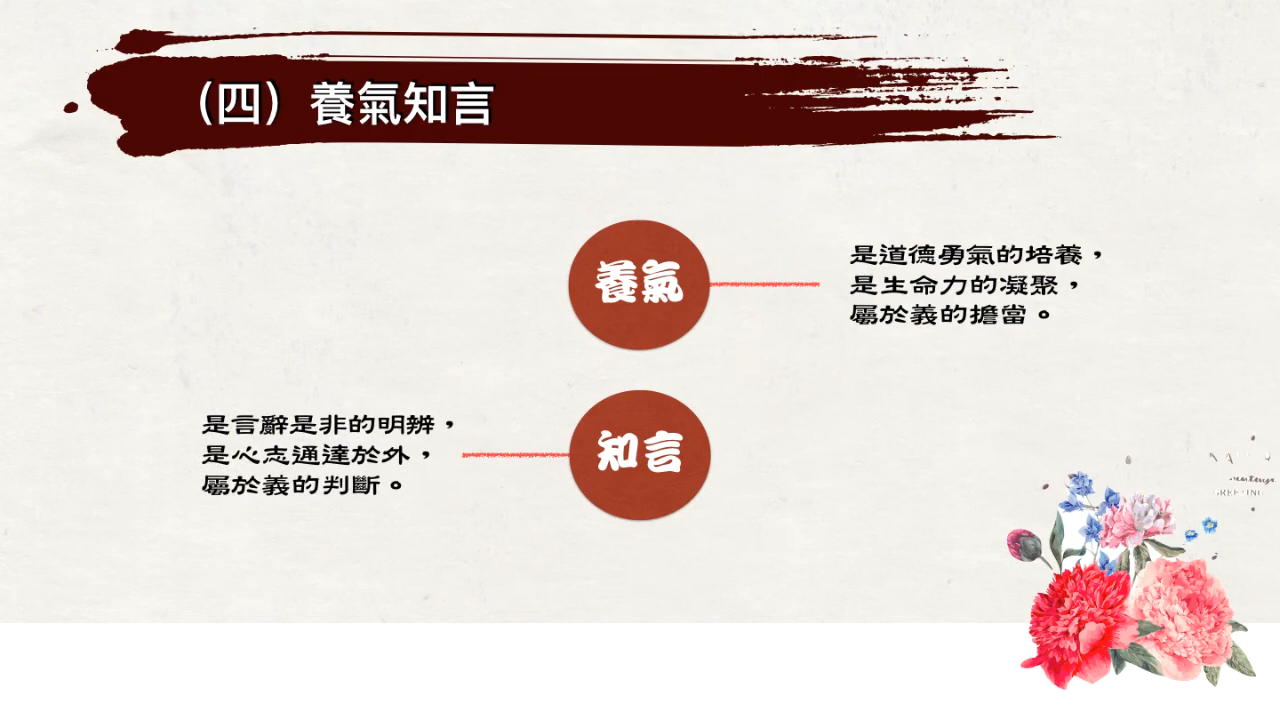 （四）養氣知言
養氣
是道德勇氣的培養，
是生命力的凝聚，
屬於義的擔當。
是言辭是非的明辨，
是心志通達於外，
屬於義的判斷。
知言